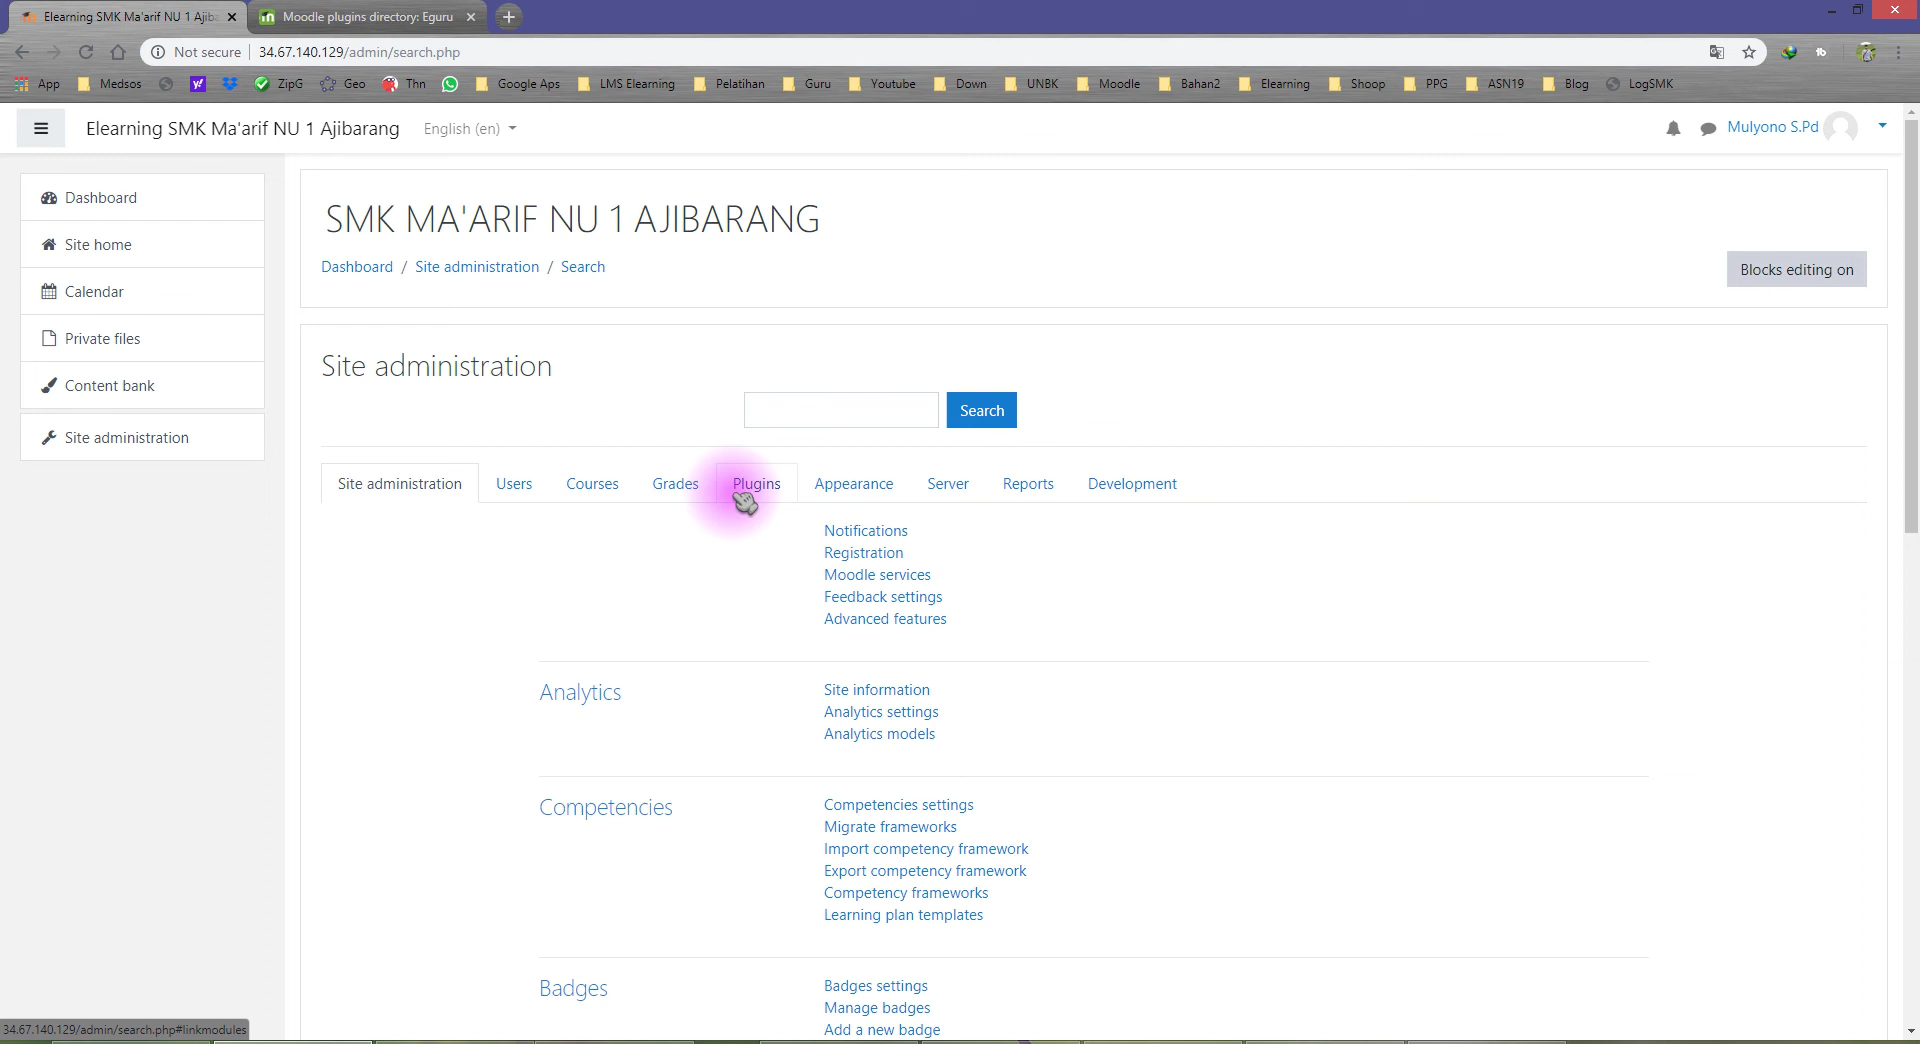 Elearning SMK Ma'arif NU 1 Ajiba
Moodle plugins directory: Eguru
Not secure
34.67.140.129/admin/search.php
App
Medsos
ZipG
Geo
Thn
Google Aps
LMS Elearning
Pelatihan
Guru
Youtube
Down
UNBK
Moodle
Bahan2
Elearning
Shoop
PPG
ASN19
Blog
LogSMK
Elearning SMK Ma'arif NU 1 Ajibarang
English (en)
Mulyono S.Pd
Dashboard
Site home
Calendar
Private files
Content bank
Site administration
SMK MA'ARIF NU 1 AJIBARANG
Dashboard / Site administration / Search
Blocks editing on
Site administration
Search
Site administration
Users
Courses
Grades
Plugins
Appearance
Server
Reports
Development
Notifications
Registration
Moodle services
Feedback settings
Advanced features
Analytics
Site information
Analytics settings
Analytics models
Competencies
Competencies settings
Migrate frameworks
Import competency framework
Export competency framework
Competency frameworks
Learning plan templates
Badges
Badges settings
Manage badges
Add a new badge
34.67.140.129/admin/search.php#linkmodules